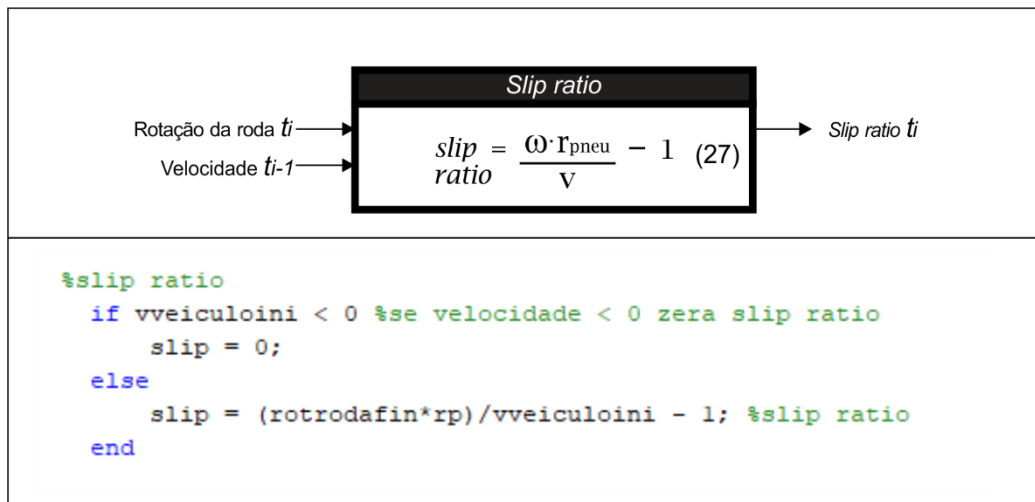 Slip ratio
Rotação da roda ti
Velocidade ti-1
slip ratio = ω·rpneu / v − 1 (27)
Slip ratio ti
%slip ratio
if vveiculoini < 0 %se velocidade < 0 zera slip ratio
slip = 0;
else
slip = (rotrodafin*rp)/vveiculoini - 1; %slip ratio
end